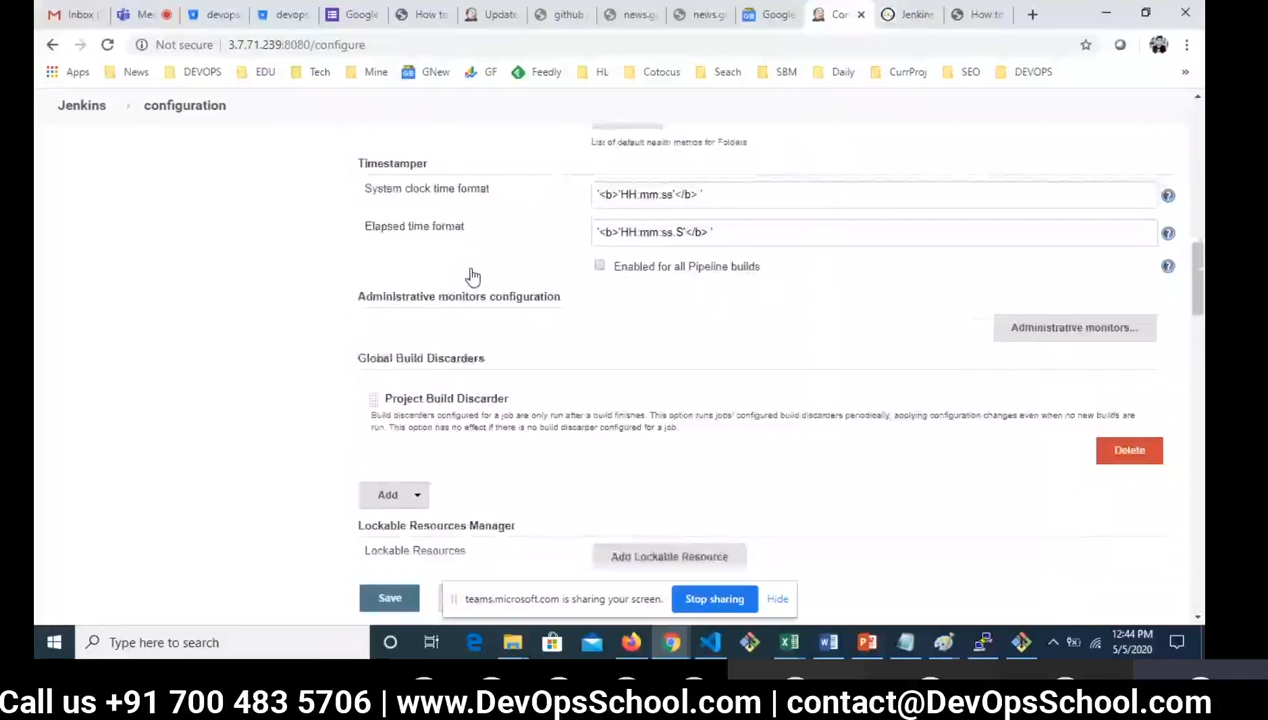 Inbox
Me
devops
devops
Google
How to
Update
github
news.g
news.g
Google
Cor
Jenkins
How to
Not secure | 3.7.71.239:8080/configure
Apps News DEVOPS EDU Tech Mine GNew GF Feedly HL Cotocus Seach SBM Daily CurrProj SEO DEVOPS »
Jenkins › configuration
List of default health metrics for Folders
Timestamper
System clock time format
'<b>'HH:mm:ss'</b> '
Elapsed time format
'<b>'HH:mm:ss.S'</b> '
Enabled for all Pipeline builds
Administrative monitors configuration
Administrative monitors...
Global Build Discarders
Project Build Discarder
Build discarders configured for a job are only run after a build finishes. This option runs jobs' configured build discarders periodically, applying configuration changes even when no new builds are
run. This option has no effect if there is no build discarder configured for a job.
Delete
Add
Lockable Resources Manager
Lockable Resources
Add Lockable Resource
Save
teams.microsoft.com is sharing your screen.
Stop sharing
Hide
Type here to search
12:44 PM
5/5/2020
Call us +91 700 483 5706 | www.DevOpsSchool.com | contact@DevOpsSchool.com